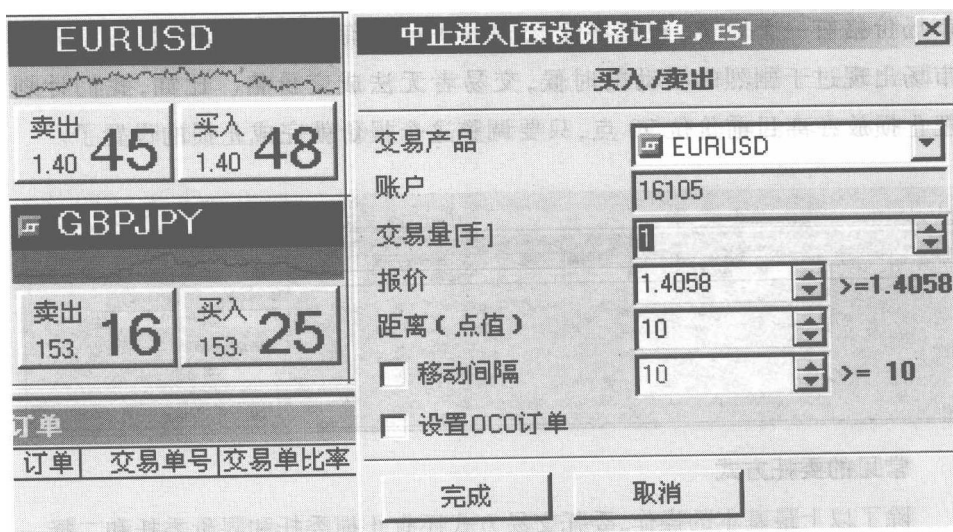 EURUSD
卖出
1.40 45
买入
1.40 48
GBPJPY
卖出
153. 16
买入
153. 25
订单
订单 交易单号 交易单比率
中止进入[预设价格订单，ES]
买入/卖出
交易产品 EURUSD
账户 16105
交易量[手] 1
报价 1.4058 >=1.4058
距离(点值) 10
移动间隔 10 >= 10
设置OCO订单
完成 取消